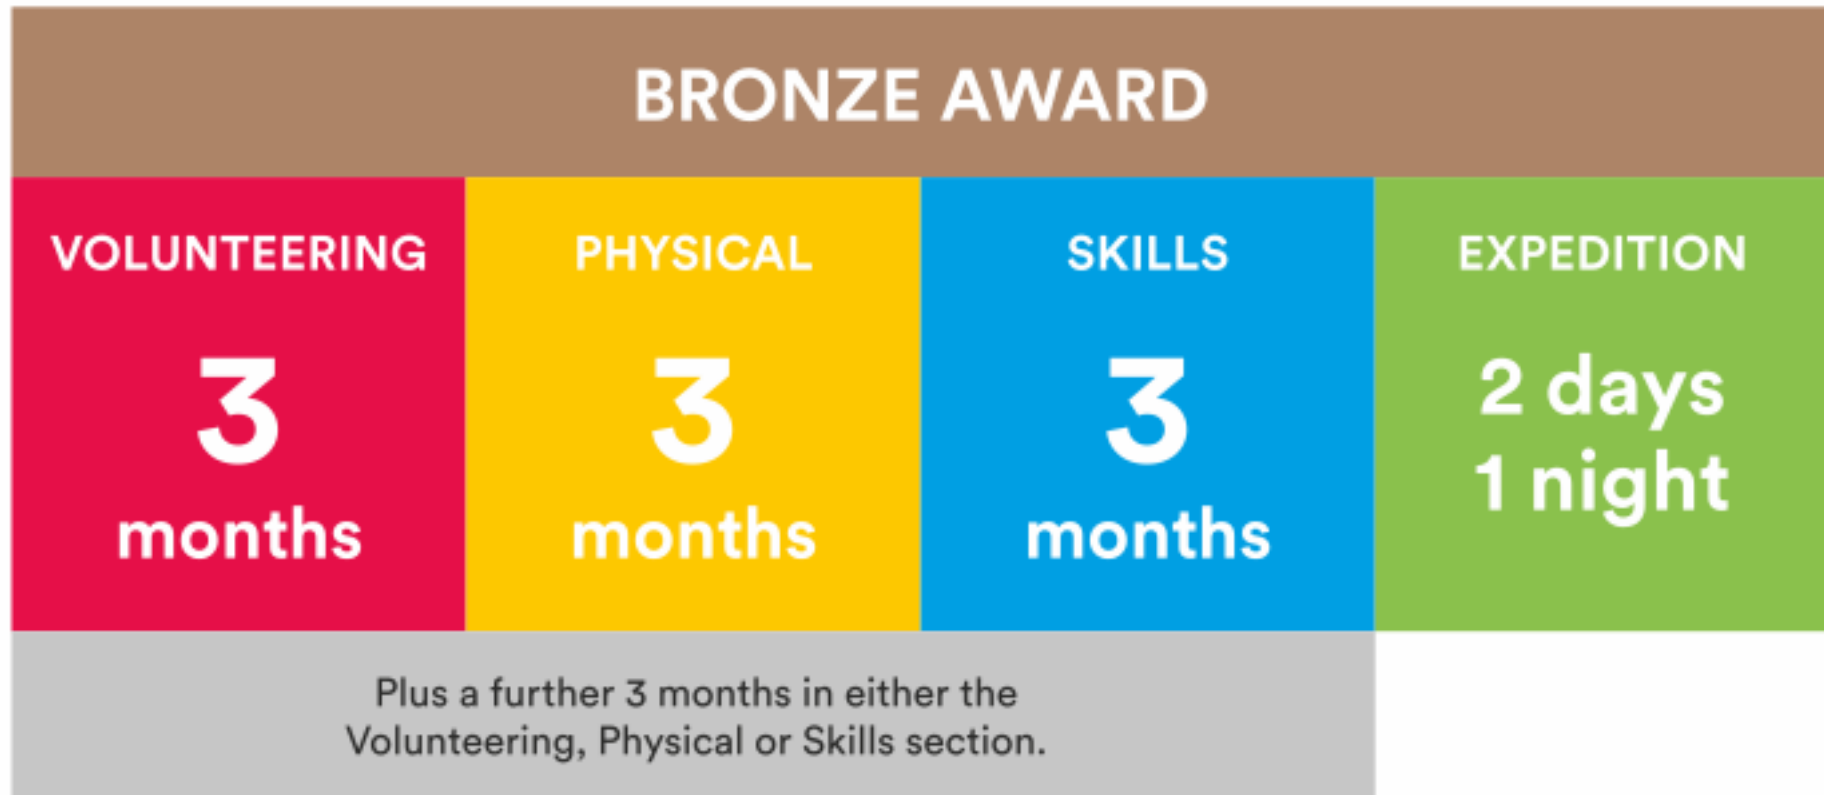 BRONZE AWARD
VOLUNTEERING
3
months
PHYSICAL
3
months
SKILLS
3
months
EXPEDITION
2 days
1 night
Plus a further 3 months in either the
Volunteering, Physical or Skills section.